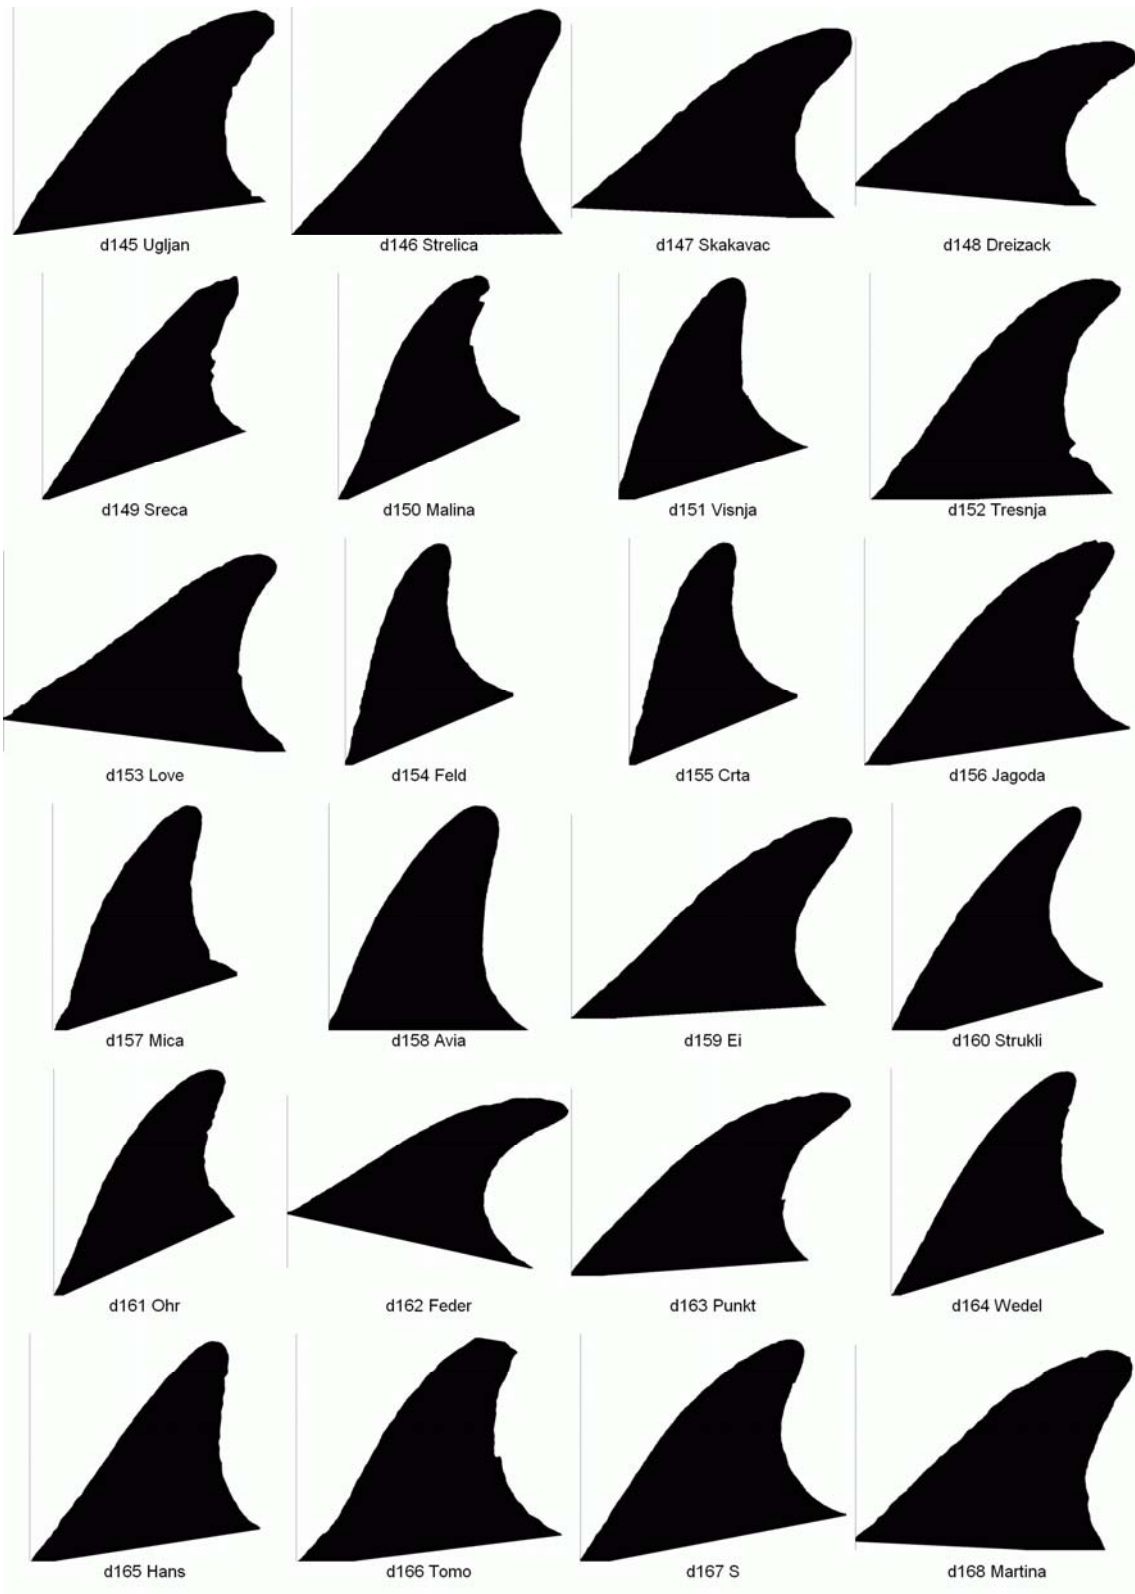 d145 Ugljan
d146 Strelica
d147 Skakavac
d148 Dreizack
d149 Sreca
d150 Malina
d151 Visnja
d152 Tresnja
d153 Love
d154 Feld
d155 Crta
d156 Jagoda
d157 Mica
d158 Avia
d159 Ei
d160 Strukli
d161 Ohr
d162 Feder
d163 Punkt
d164 Wedel
d165 Hans
d166 Tomo
d167 S
d168 Martina